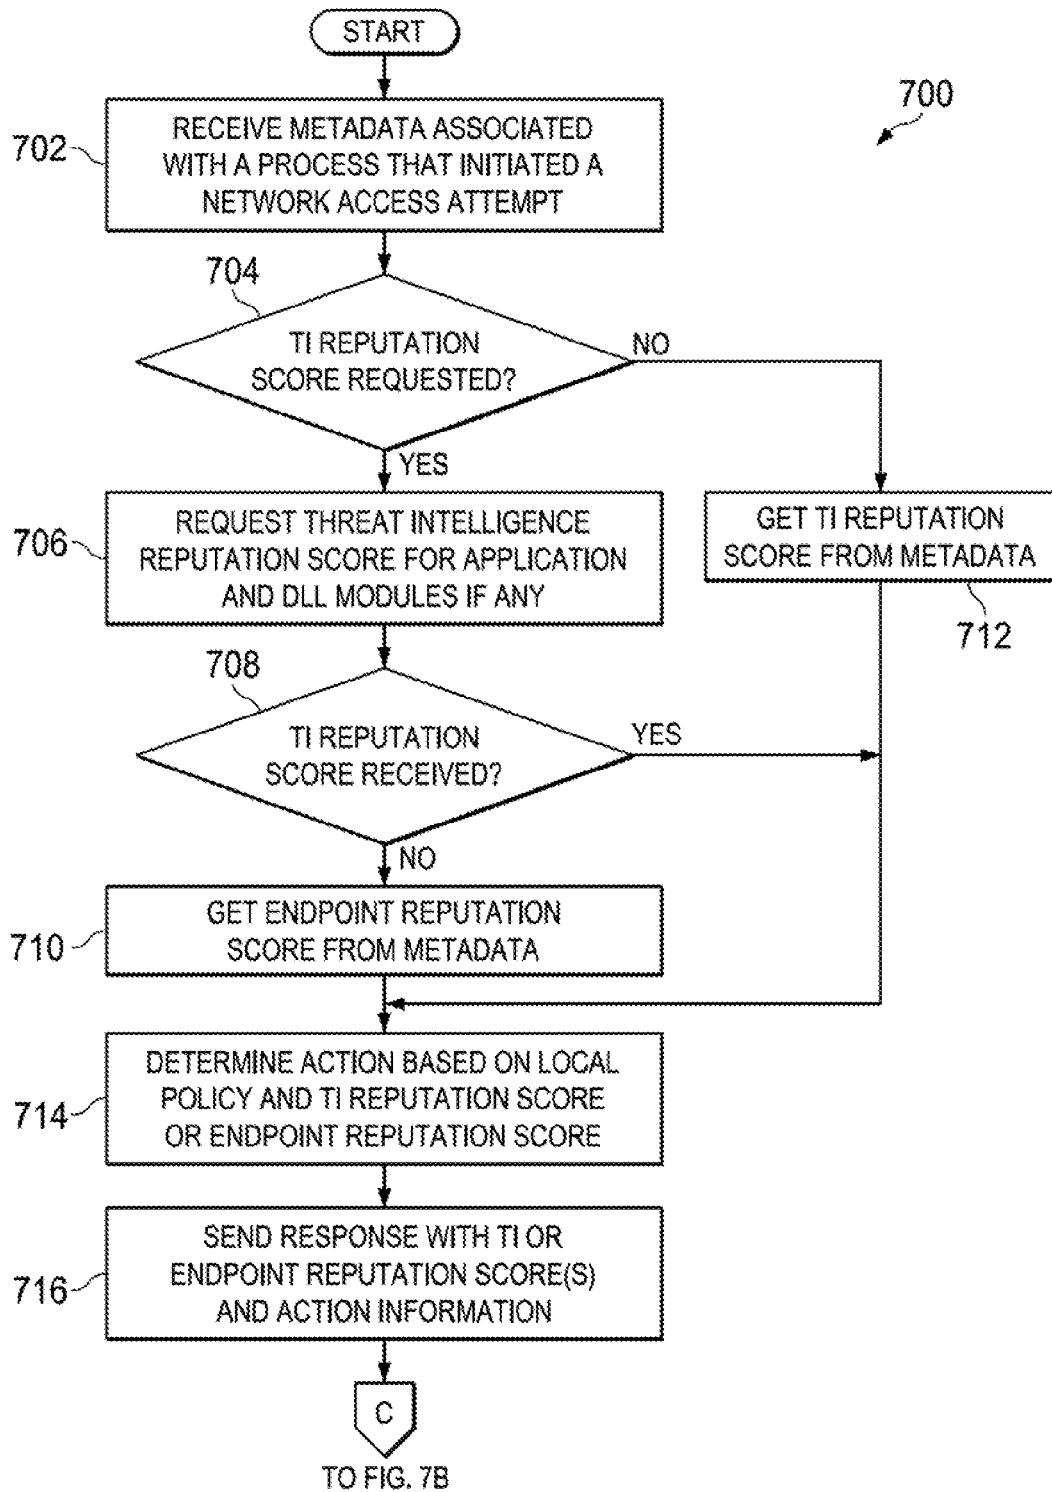 START
700
702
RECEIVE METADATA ASSOCIATED
WITH A PROCESS THAT INITIATED A
NETWORK ACCESS ATTEMPT
704
TI REPUTATION
SCORE REQUESTED?
NO
YES
706
REQUEST THREAT INTELLIGENCE
REPUTATION SCORE FOR APPLICATION
AND DLL MODULES IF ANY
GET TI REPUTATION
SCORE FROM METADATA
712
708
TI REPUTATION
SCORE RECEIVED?
YES
NO
710
GET ENDPOINT REPUTATION
SCORE FROM METADATA
714
DETERMINE ACTION BASED ON LOCAL
POLICY AND TI REPUTATION SCORE
OR ENDPOINT REPUTATION SCORE
716
SEND RESPONSE WITH TI OR
ENDPOINT REPUTATION SCORE(S)
AND ACTION INFORMATION
C
TO FIG. 7B